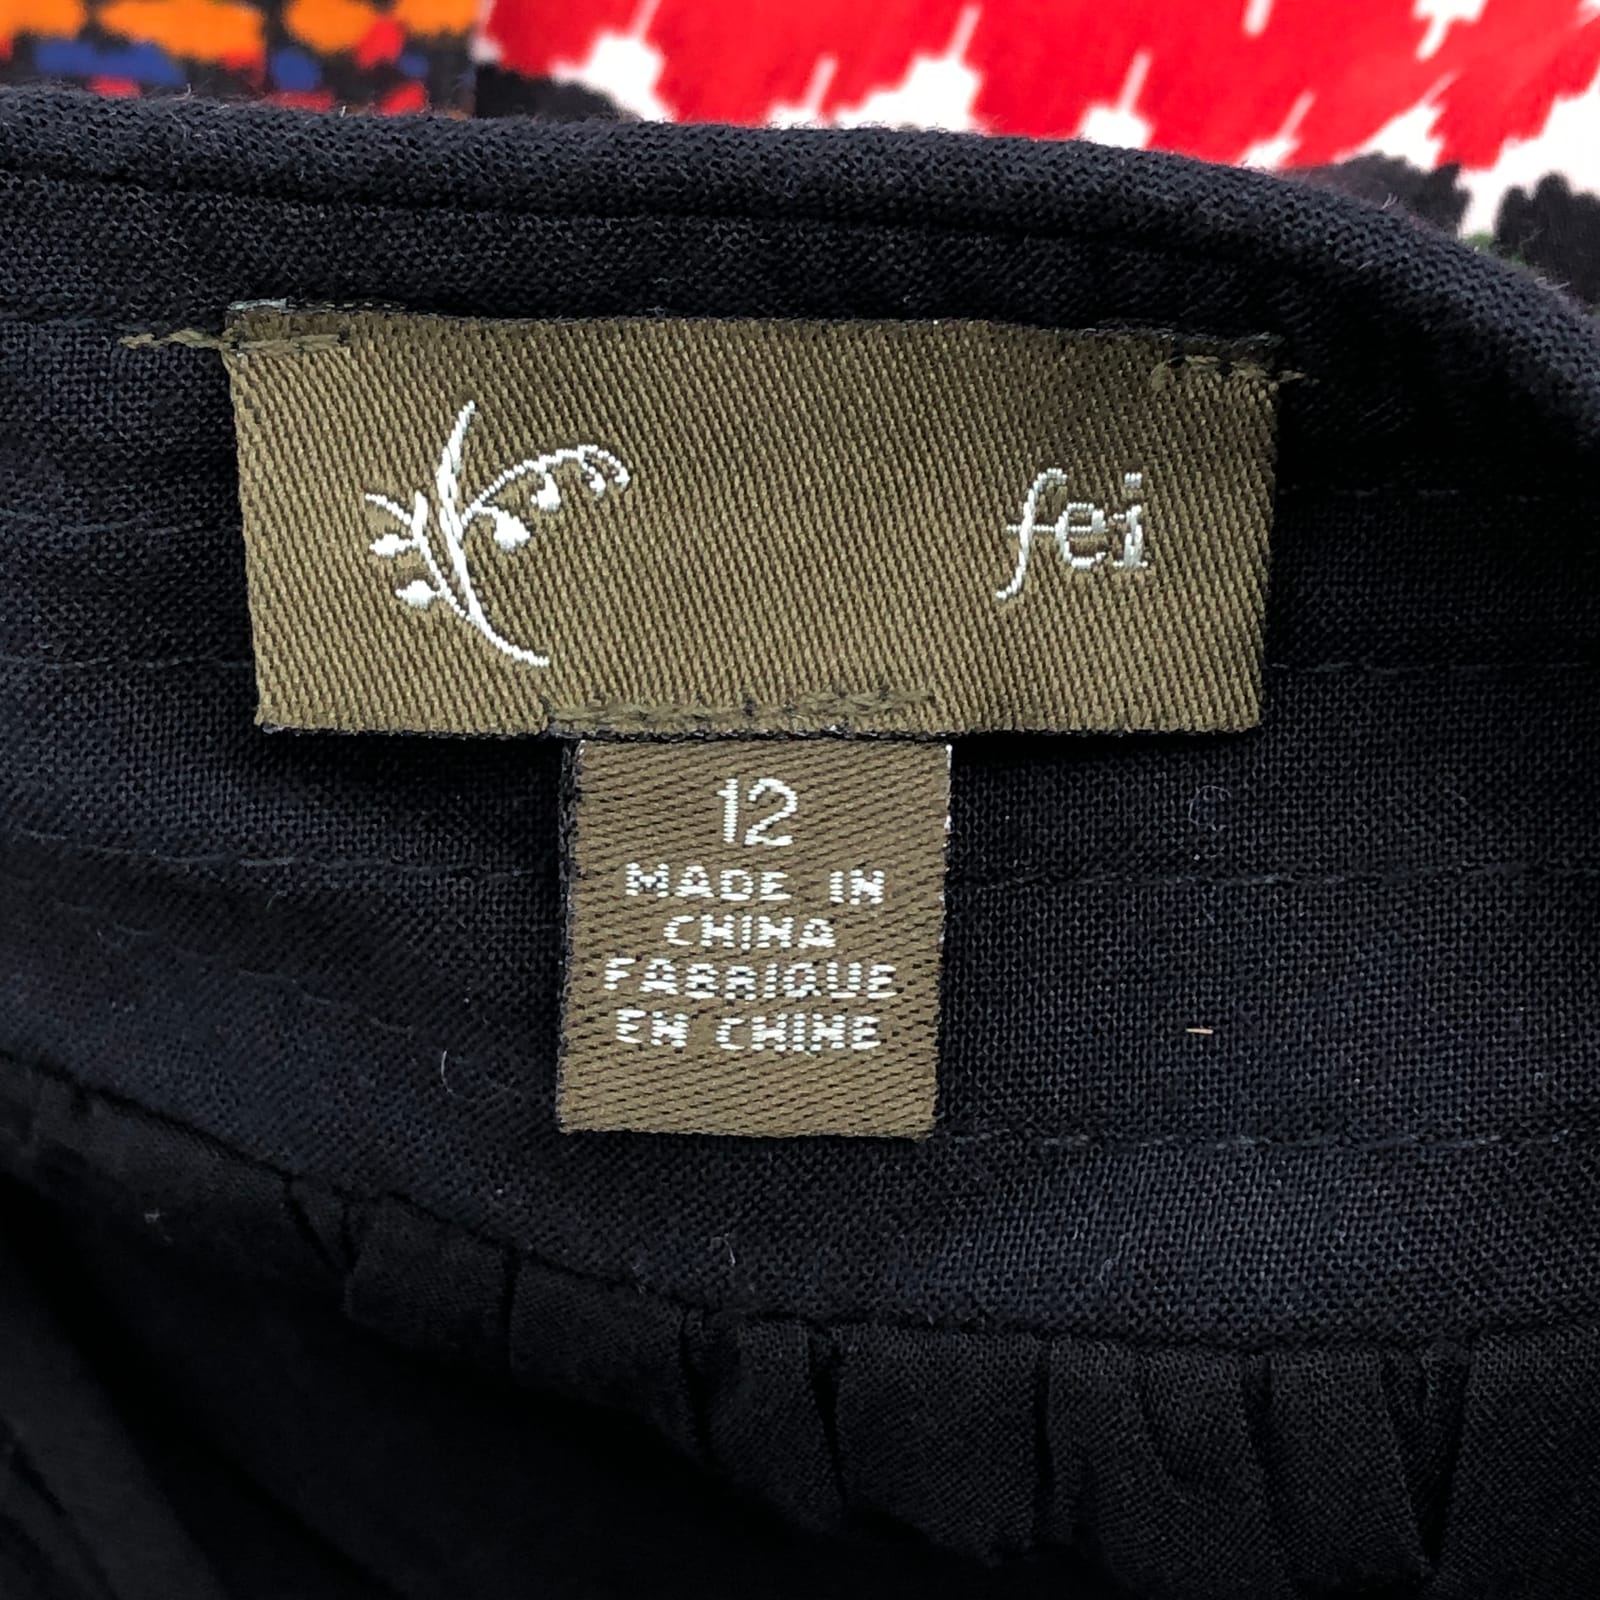 fei
12
MADE IN
CHINA
FABRIQUE
EN CHINE